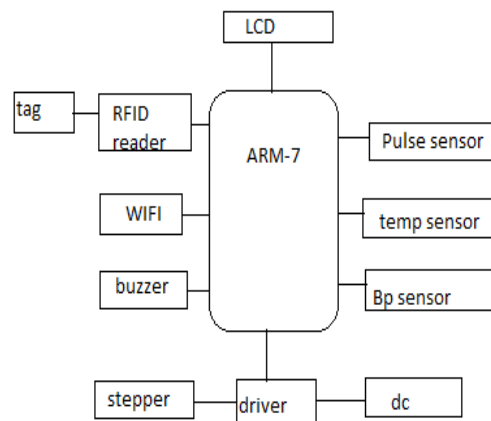 LCD
tag
RFID
reader
ARM-7
Pulse sensor
WIFI
temp sensor
buzzer
Bp sensor
stepper
driver
dc